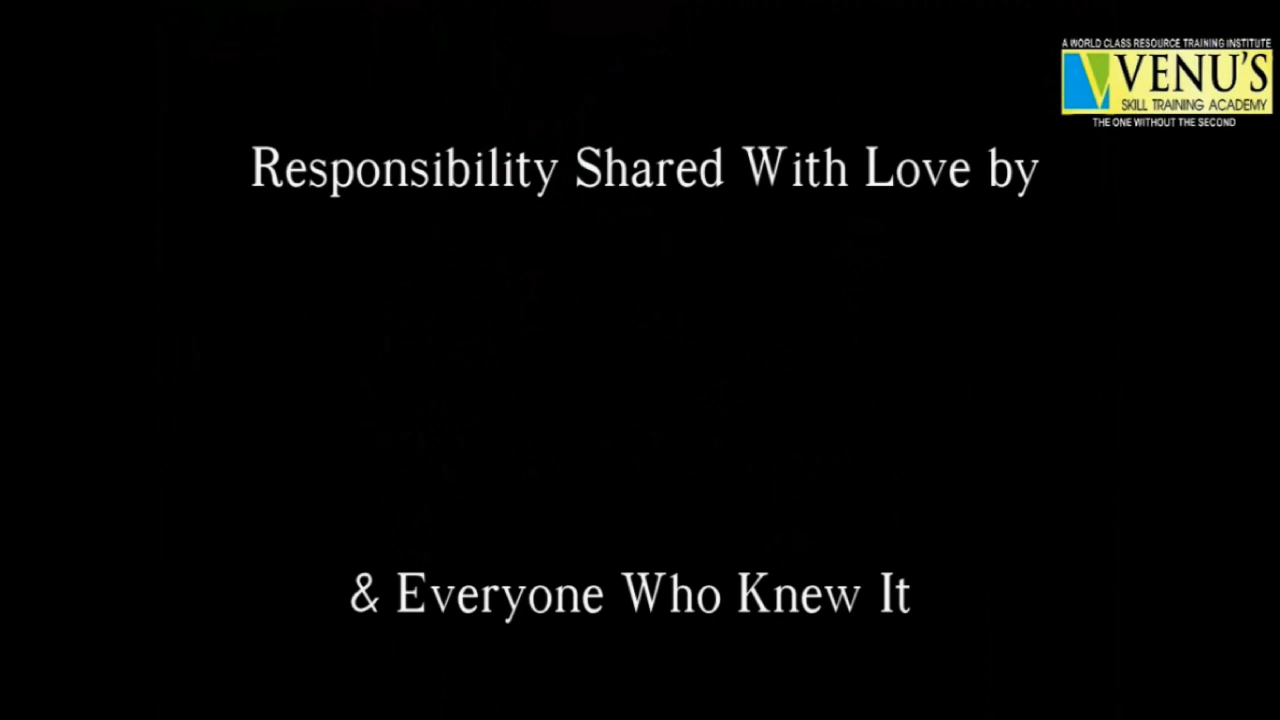 A WORLD CLASS RESOURCE TRAINING INSTITUTE
VENU'S
SKILL TRAINING ACADEMY
THE ONE WITHOUT THE SECOND
Responsibility Shared With Love by
& Everyone Who Knew It